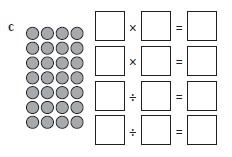 c
× =
× =
÷ =
÷ =